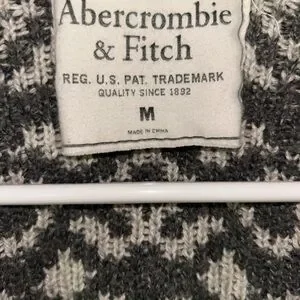 Abercrombie
& Fitch
REG. U.S. PAT. TRADEMARK
QUALITY SINCE 1892
M
MADE IN CHINA